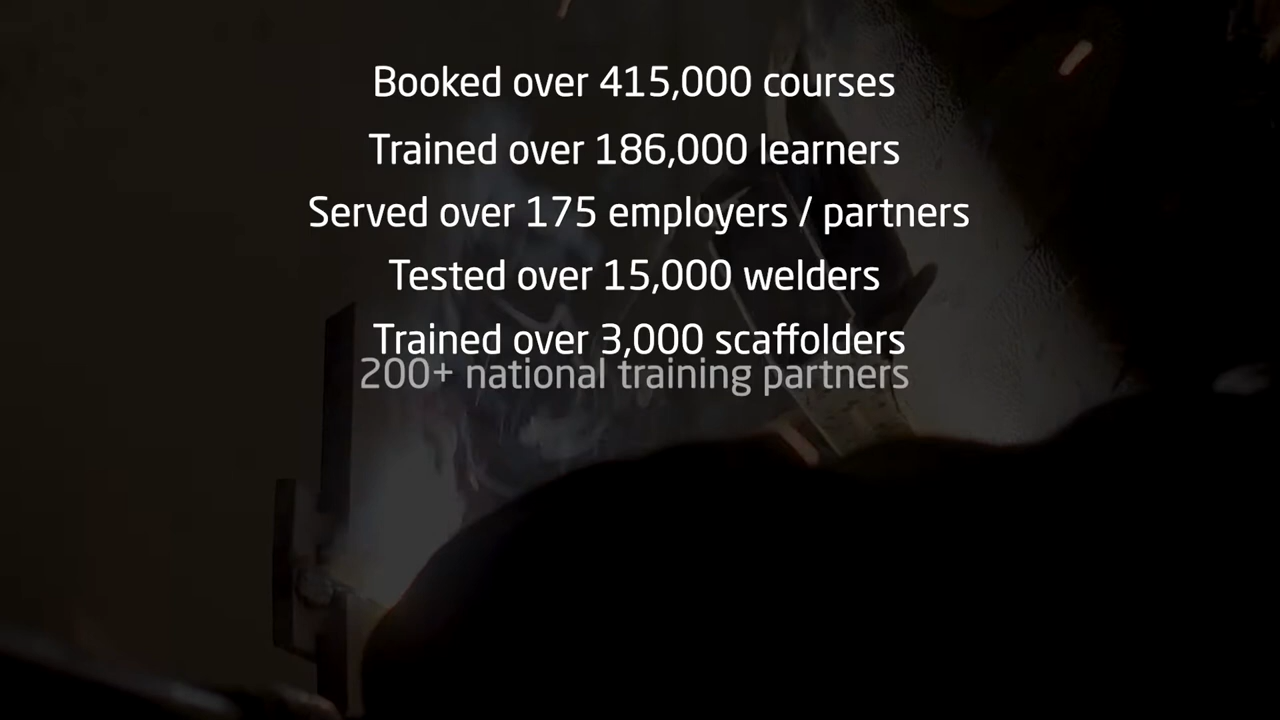 Booked over 415,000 courses
Trained over 186,000 learners
Served over 175 employers / partners
Tested over 15,000 welders
Trained over 3,000 scaffolders
200+ national training partners